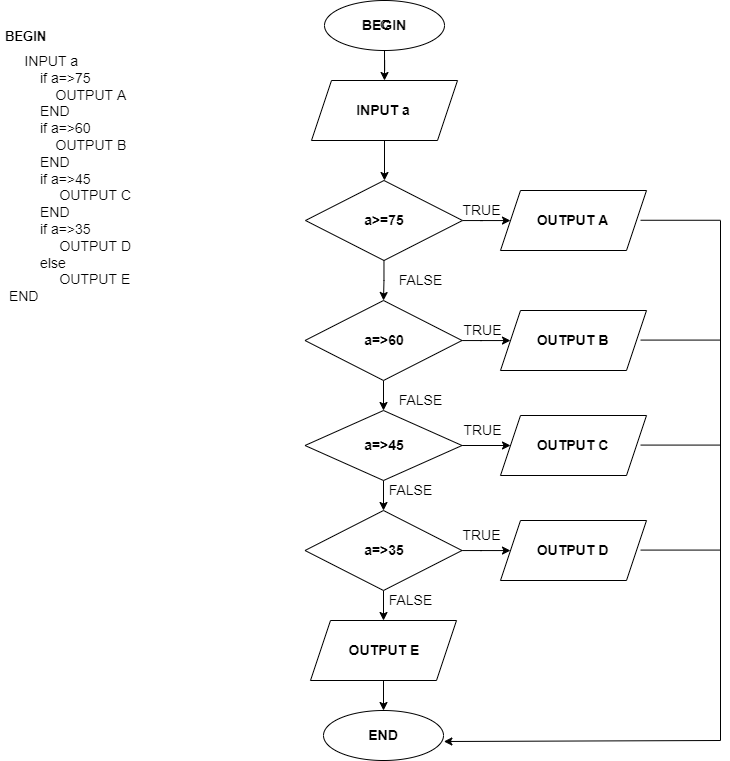 BEGIN
INPUT a
if a=>75
OUTPUT A
END
if a=>60
OUTPUT B
END
if a=>45
OUTPUT C
END
if a=>35
OUTPUT D
else
OUTPUT E
END
BEGIN
INPUT a
a>=75
TRUE
OUTPUT A
FALSE
a=>60
TRUE
OUTPUT B
FALSE
a=>45
TRUE
OUTPUT C
FALSE
a=>35
TRUE
OUTPUT D
FALSE
OUTPUT E
END